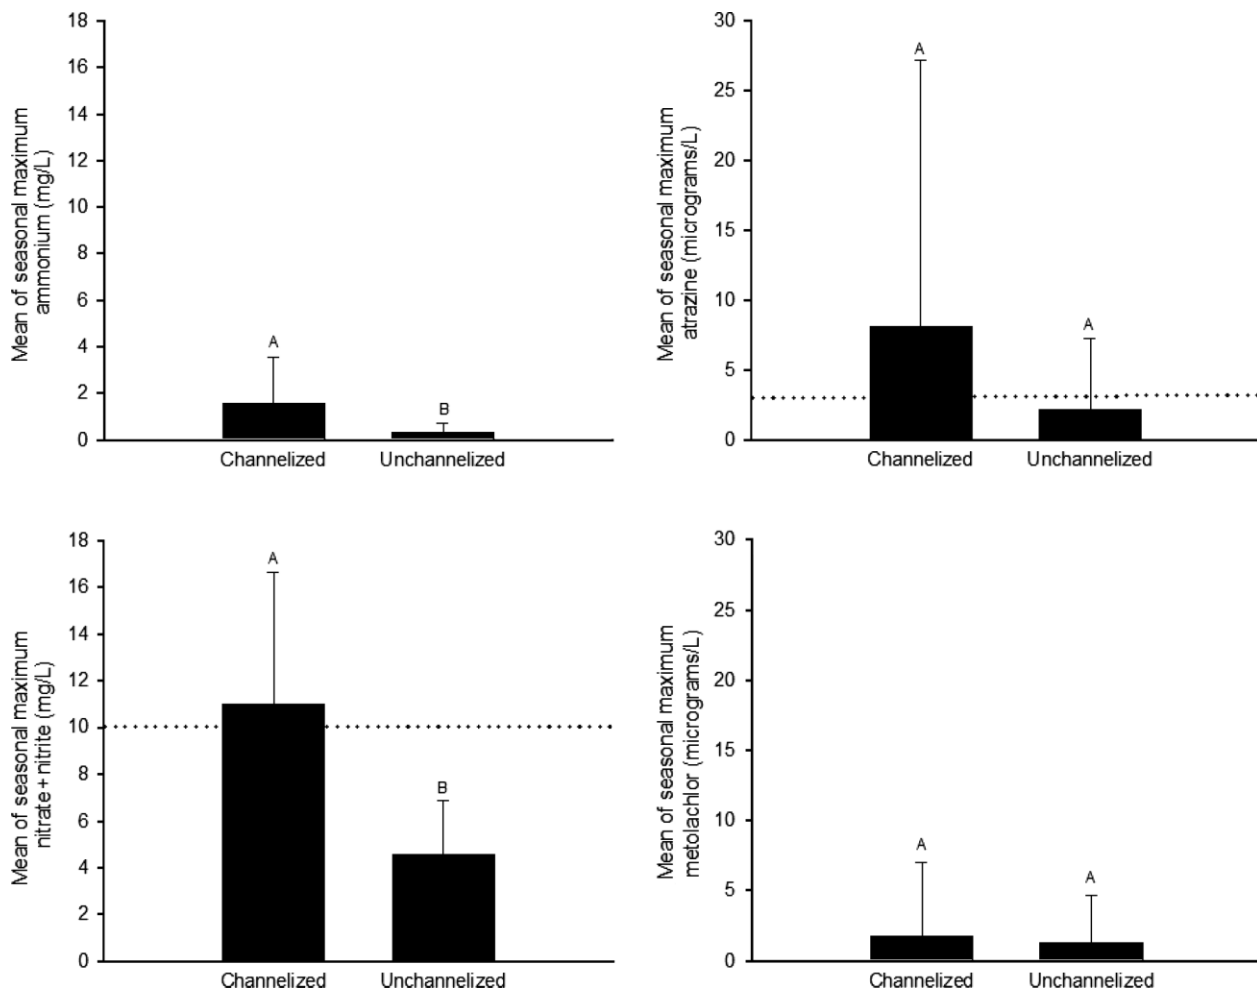 Mean of seasonal maximum
ammonium (mg/L)
18
16
14
12
10
8
6
4
2
0
A
B
Channelized
Unchannelized
Mean of seasonal maximum
atrazine (micrograms/L)
30
25
20
15
10
5
0
A
A
Channelized
Unchannelized
Mean of seasonal maximum
nitrate+nitrite (mg/L)
18
16
14
12
10
8
6
4
2
0
A
B
Channelized
Unchannelized
Mean of seasonal maximum
metolachlor (micrograms/L)
30
25
20
15
10
5
0
A
A
Channelized
Unchannelized